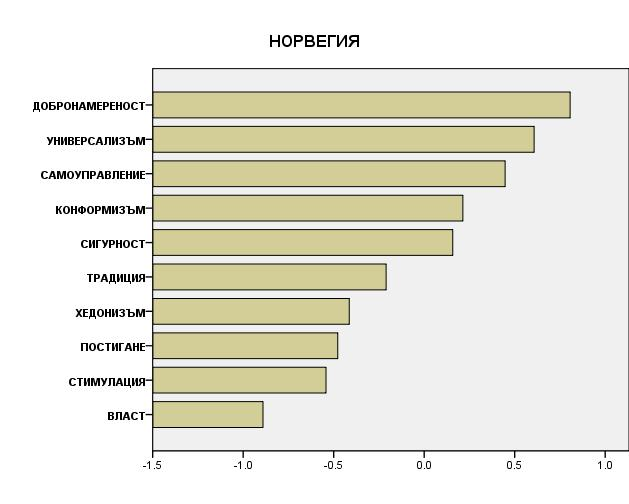 НОРВЕГИЯ
ДОБРОНАМЕРЕНОСТ
УНИВЕРСАЛИЗЪМ
САМОУПРАВЛЕНИЕ
КОНФОРМИЗЪМ
СИГУРНОСТ
ТРАДИЦИЯ
ХЕДОНИЗЪМ
ПОСТИГАНЕ
СТИМУЛАЦИЯ
ВЛАСТ
-1.5 -1.0 -0.5 0.0 0.5 1.0